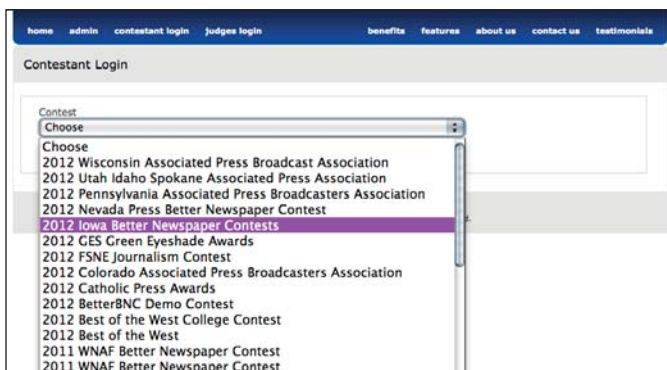 home admin contestant login judges login benefits features about us contact us testimonials
Contestant Login
Contest
Choose
Choose
2012 Wisconsin Associated Press Broadcast Association
2012 Utah Idaho Spokane Associated Press Association
2012 Pennsylvania Associated Press Broadcasters Association
2012 Nevada Press Better Newspaper Contest
2012 Iowa Better Newspaper Contests
2012 GES Green Eyeshade Awards
2012 FSNE Journalism Contest
2012 Colorado Associated Press Broadcasters Association
2012 Catholic Press Awards
2012 BetterBNC Demo Contest
2012 Best of the West College Contest
2012 Best of the West
2011 WNAF Better Newspaper Contest
2011 WNAF Better Newspaper Contest